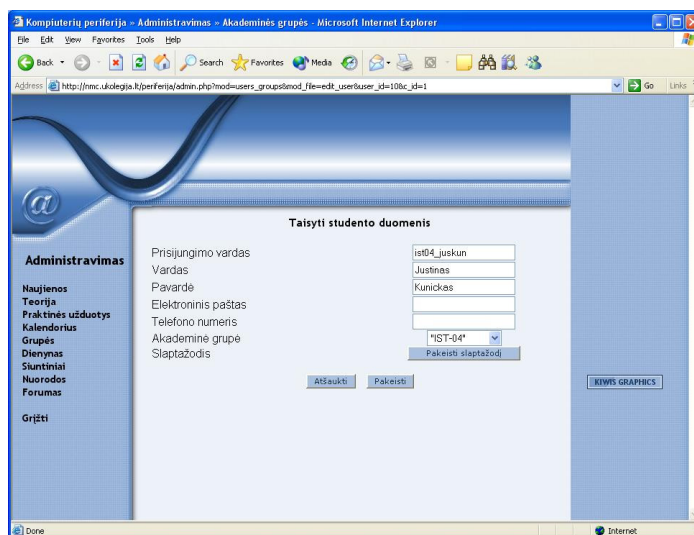 Kompiuterių periferija » Administravimas » Akademinės grupės - Microsoft Internet Explorer
File Edit View Favorites Tools Help
Back Search Favorites Media
Address http://nmc.ukolegija.lt/periferija/admin.php?mod=users_groups&mod_file=edit_user&user_id=10&c_id=1 Go Links
@
Taisyti studento duomenis
Administravimas
Naujienos
Teorija
Praktinės užduotys
Kalendorius
Grupės
Dienynas
Siuntiniai
Nuorodos
Forumas
Grįžti
Prisijungimo vardas ist04_juskun
Vardas Justinas
Pavardė Kunickas
Elektroninis paštas
Telefono numeris
Akademinė grupė "IST-04"
Slaptažodis Pakeisti slaptažodį
Atšaukti Pakeisti
KIWIS GRAPHICS
Done Internet